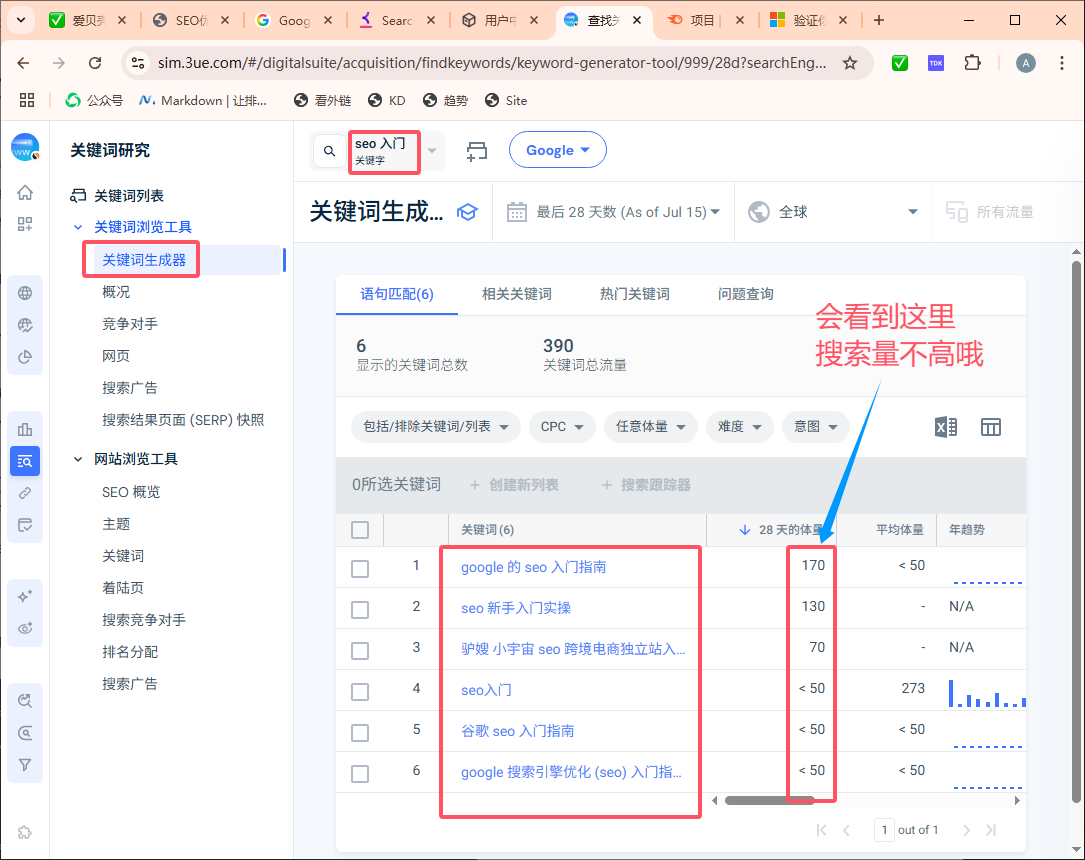 爱贝壳
SEO优
Goog
Searc
用户中
查找关
项目 |
验证你
sim.3ue.com/#/digitalsuite/acquisition/findkeywords/keyword-generator-tool/999/28d?searchEng...
TDK
A
公众号
Markdown | 让排...
看外链
KD
趋势
Site
关键词研究
关键词列表
关键词浏览工具
关键词生成器
概况
竞争对手
网页
搜索广告
搜索结果页面 (SERP) 快照
网站浏览工具
SEO 概览
主题
关键词
着陆页
搜索竞争对手
排名分配
搜索广告
seo 入门
关键字
Google
关键词生成...
最后 28 天数 (As of Jul 15)
全球
所有流量
语句匹配(6)
相关关键词
热门关键词
问题查询
会看到这里
搜索量不高哦
6
显示的关键词总数
390
关键词总流量
包括/排除关键词/列表
CPC
任意体量
难度
意图
0所选关键词
+ 创建新列表
+ 搜索跟踪器
关键词 (6)
28 天的体量
平均体量
年趋势
1 google 的 seo 入门指南 170 < 50
2 seo 新手入门实操 130 - N/A
3 驴嫂 小宇宙 seo 跨境电商独立站入... 70 - N/A
4 seo入门 < 50 273
5 谷歌 seo 入门指南 < 50 < 50
6 google 搜索引擎优化 (seo) 入门指... < 50 < 50
1 out of 1